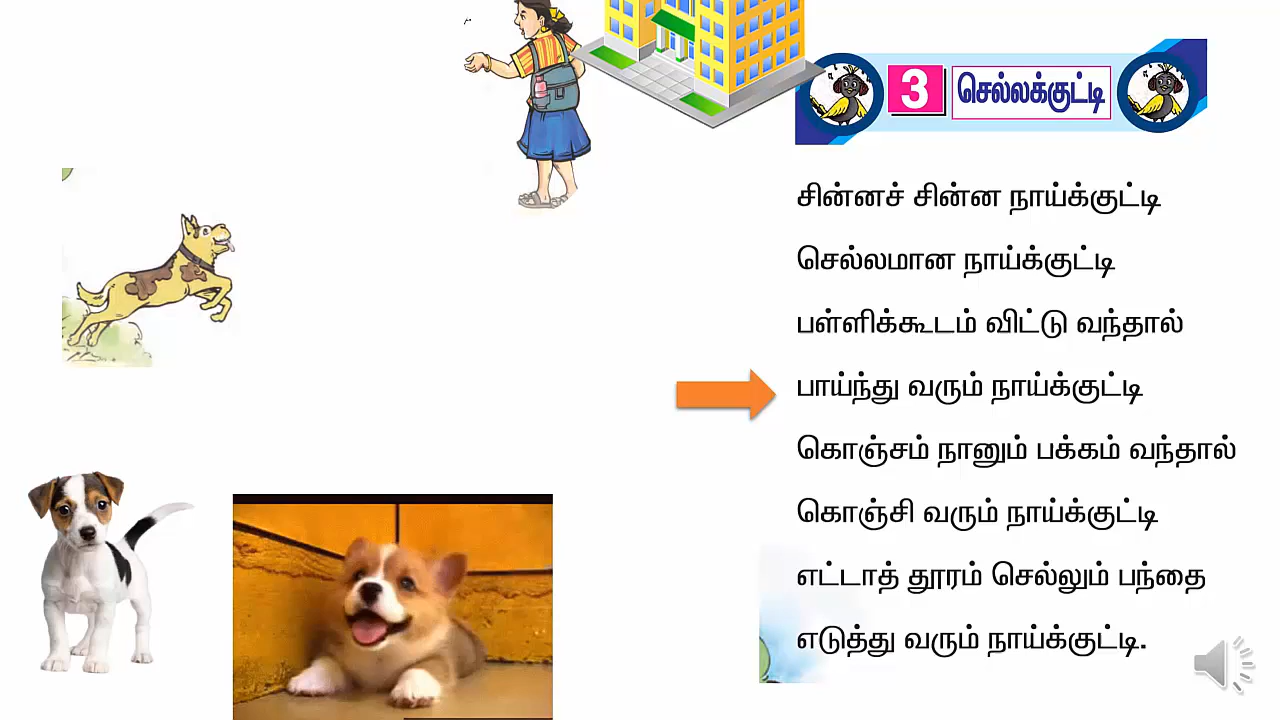 3 செல்லக்குட்டி
சின்னச் சின்ன நாய்க்குட்டி
செல்லமான நாய்க்குட்டி
பள்ளிக்கூடம் விட்டு வந்தால்
பாய்ந்து வரும் நாய்க்குட்டி
கொஞ்சம் நானும் பக்கம் வந்தால்
கொஞ்சி வரும் நாய்க்குட்டி
எட்டாத் தூரம் செல்லும் பந்தை
எடுத்து வரும் நாய்க்குட்டி.